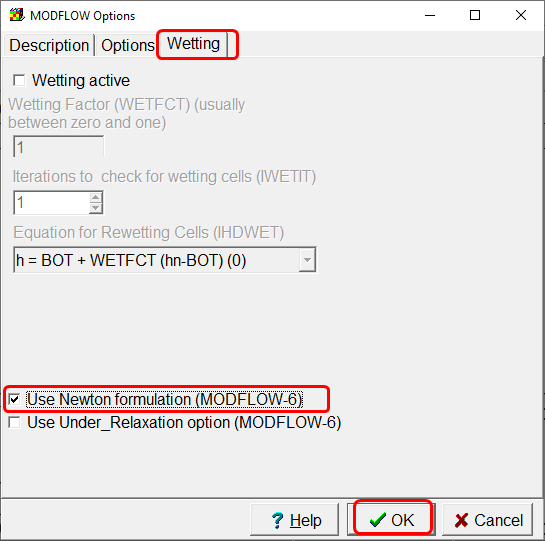 MODFLOW Options
Description Options Wetting
Wetting active
Wetting Factor (WETFCT) (usually
between zero and one)
1
Iterations to check for wetting cells (IWETIT)
1
Equation for Rewetting Cells (IHDWET)
h = BOT + WETFCT (hn-BOT) (0)
Use Newton formulation (MODFLOW-6)
Use Under_Relaxation option (MODFLOW-6)
? Help OK Cancel